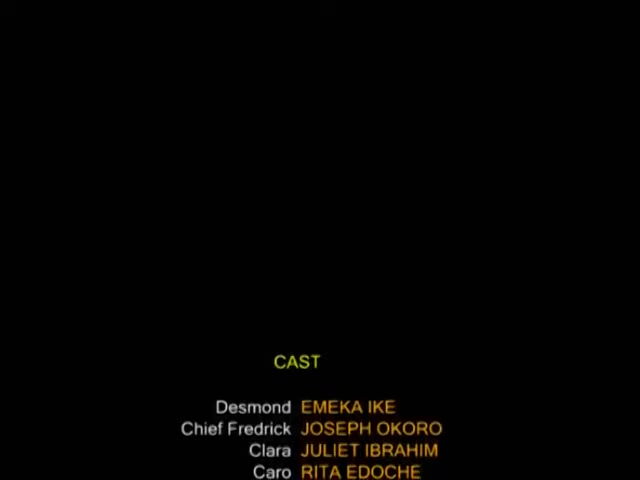 CAST
Desmond EMEKA IKE
Chief Fredrick JOSEPH OKORO
Clara JULIET IBRAHIM
Caro RITA EDOCHE